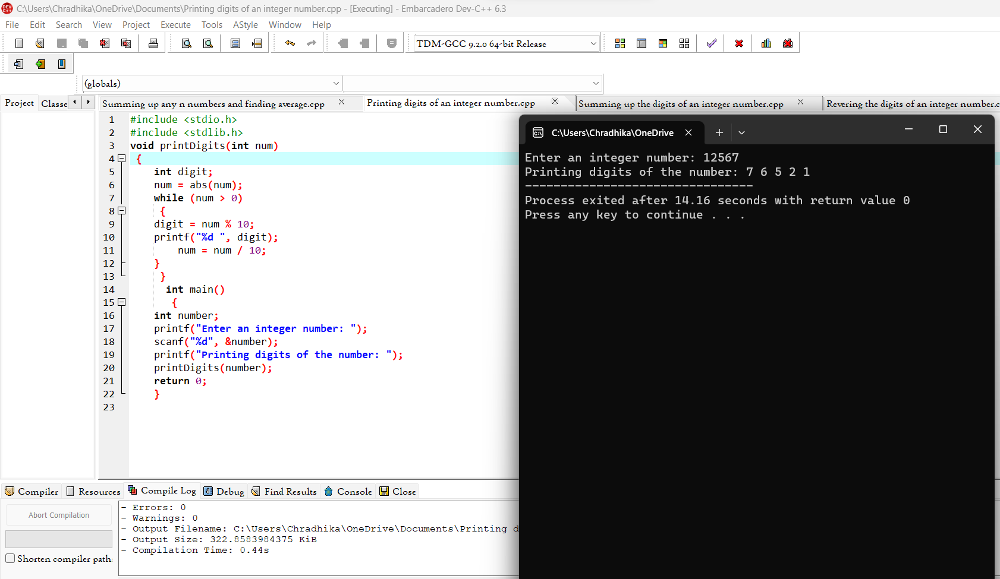 C:\Users\Chradhika\OneDrive\Documents\Printing digits of an integer number.cpp - [Executing] - Embarcadero Dev-C++ 6.3
File Edit Search View Project Execute Tools AStyle Window Help
TDM-GCC 9.2.0 64-bit Release
(globals)
Project Classe Summing up any n numbers and finding average.cpp Printing digits of an integer number.cpp Summing up the digits of an integer number.cpp Revering the digits of an integer number.c
1 #include <stdio.h>
2 #include <stdlib.h>
3 void printDigits(int num)
4 {
5 int digit;
6 num = abs(num);
7 while (num > 0)
8 {
9 digit = num % 10;
10 printf("%d ", digit);
11 num = num / 10;
12 }
13 }
14 int main()
15 {
16 int number;
17 printf("Enter an integer number: ");
18 scanf("%d", &number);
19 printf("Printing digits of the number: ");
20 printDigits(number);
21 return 0;
22 }
23
C:\Users\Chradhika\OneDrive
Enter an integer number: 12567
Printing digits of the number: 7 6 5 2 1
--------------------------------
Process exited after 14.16 seconds with return value 0
Press any key to continue . . .
Compiler Resources Compile Log Debug Find Results Console Close
Abort Compilation
Shorten compiler path
- Errors: 0
- Warnings: 0
- Output Filename: C:\Users\Chradhika\OneDrive\Documents\Printing d
- Output Size: 322.8583984375 KiB
- Compilation Time: 0.44s